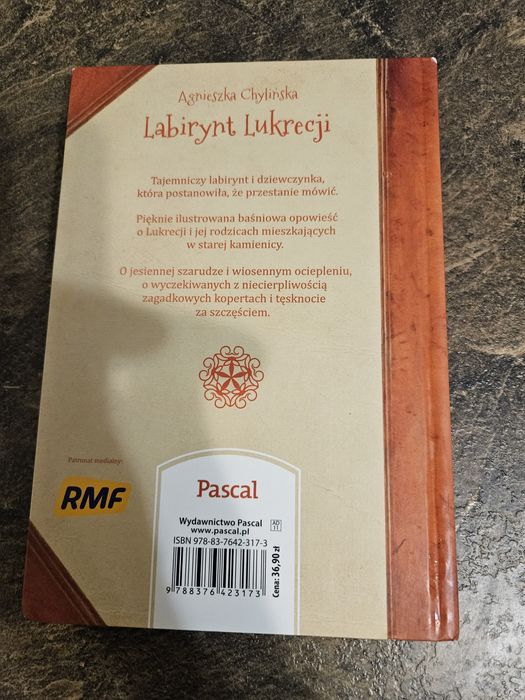 Agnieszka Chylińska
Labirynt Lukrecji
Tajemniczy labirynt i dziewczynka,
która postanowiła, że przestanie mówić.
Pięknie ilustrowana baśniowa opowieść
o Lukrecji i jej rodzicach mieszkających
w starej kamienicy.
O jesiennej szarudze i wiosennym ociepleniu,
o wyczekiwanych z niecierpliwością
zagadkowych kopertach i tęsknocie
za szczęściem.
Patronat medialny:
RMF
Pascal
Wydawnictwo Pascal
www.pascal.pl
AD
11
ISBN 978-83-7642-317-3
9 788376 423173
Cena: 36,90 zł